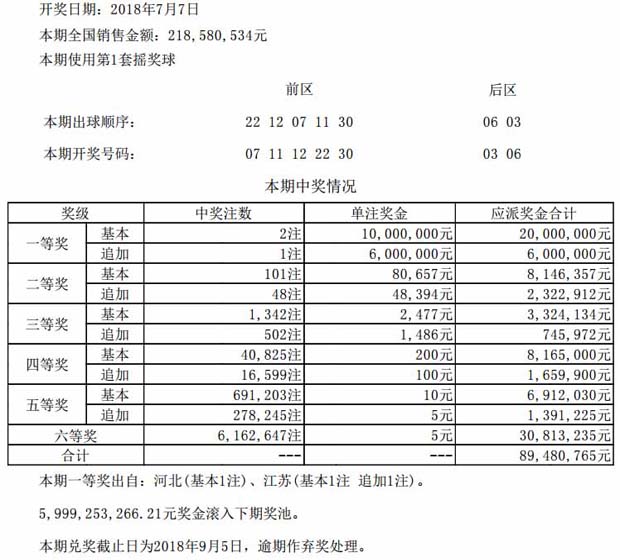 开奖日期: 2018年7月7日
本期全国销售金额: 218,580,534元
本期使用第1套摇奖球
前区 后区
本期出球顺序: 22 12 07 11 30 06 03
本期开奖号码: 07 11 12 22 30 03 06
本期中奖情况
奖级 中奖注数 单注奖金 应派奖金合计
一等奖 基本 2注 10,000,000元 20,000,000元
追加 1注 6,000,000元 6,000,000元
二等奖 基本 101注 80,657元 8,146,357元
追加 48注 48,394元 2,322,912元
三等奖 基本 1,342注 2,477元 3,324,134元
追加 502注 1,486元 745,972元
四等奖 基本 40,825注 200元 8,165,000元
追加 16,599注 100元 1,659,900元
五等奖 基本 691,203注 10元 6,912,030元
追加 278,245注 5元 1,391,225元
六等奖 6,162,647注 5元 30,813,235元
合计 --- --- 89,480,765元
本期一等奖出自: 河北(基本1注)、江苏(基本1注 追加1注)。
5,999,253,266.21元奖金滚入下期奖池。
本期兑奖截止日为2018年9月5日，逾期作弃奖处理。